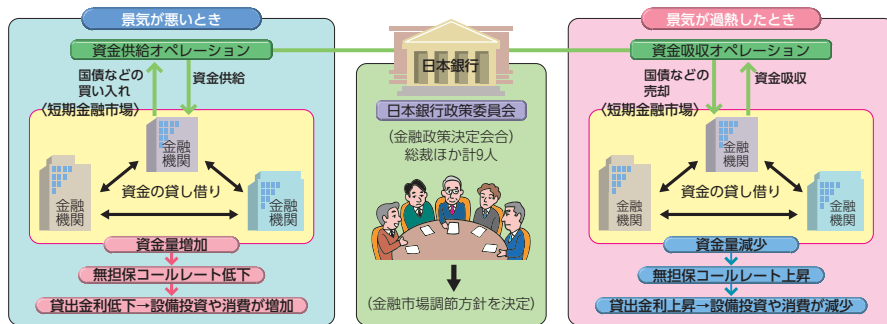 景気が悪いとき
資金供給オペレーション
国債などの
買い入れ
資金供給
〈短期金融市場〉
金融
機関
金融
機関
資金の貸し借り
金融
機関
資金量増加
無担保コールレート低下
貸出金利低下→設備投資や消費が増加
日本銀行
日本銀行政策委員会
(金融政策決定会合)
総裁ほか計9人
(金融市場調節方針を決定)
景気が過熱したとき
資金吸収オペレーション
国債などの
売却
資金吸収
〈短期金融市場〉
金融
機関
金融
機関
資金の貸し借り
金融
機関
資金量減少
無担保コールレート上昇
貸出金利上昇→設備投資や消費が減少